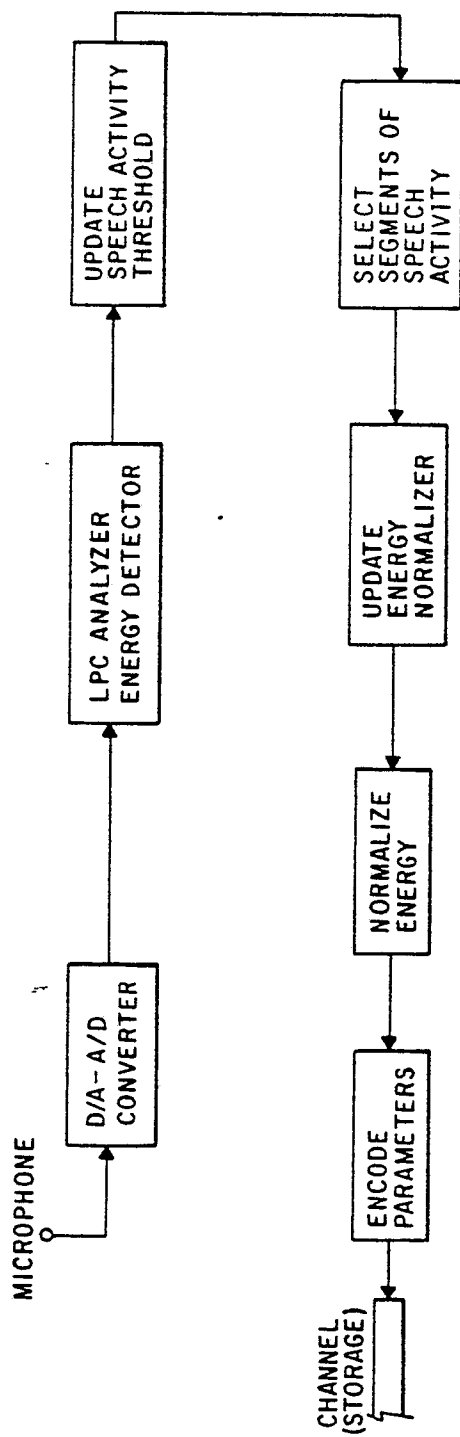 MICROPHONE
D/A-A/D
CONVERTER
LPC ANALYZER
ENERGY DETECTOR
UPDATE
SPEECH ACTIVITY
THRESHOLD
SELECT
SEGMENTS OF
SPEECH
ACTIVITY
UPDATE
ENERGY
NORMALIZER
NORMALIZE
ENERGY
ENCODE
PARAMETERS
CHANNEL
(STORAGE)